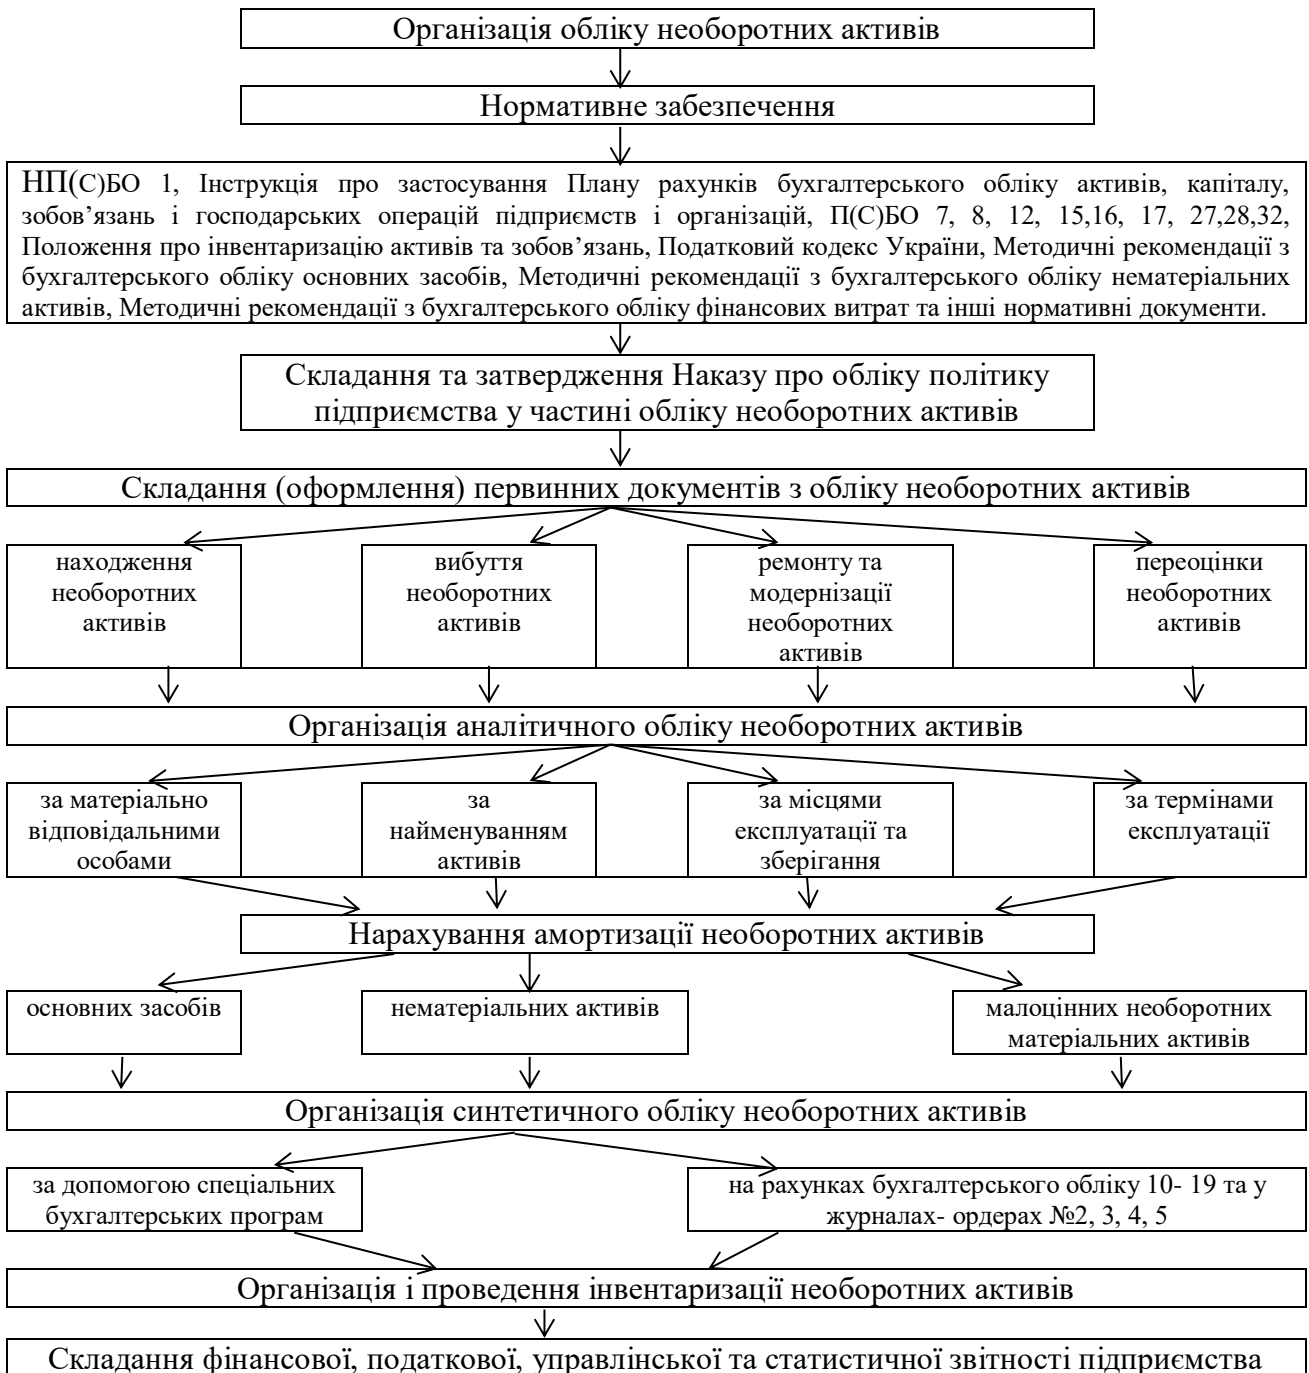 Організація обліку необоротних активів
Нормативне забезпечення
НП(С)БО 1, Інструкція про застосування Плану рахунків бухгалтерського обліку активів, капіталу,
зобов’язань і господарських операцій підприємств і організацій, П(С)БО 7, 8, 12, 15,16, 17, 27,28,32,
Положення про інвентаризацію активів та зобов’язань, Податковий кодекс України, Методичні рекомендації з
бухгалтерського обліку основних засобів, Методичні рекомендації з бухгалтерського обліку нематеріальних
активів, Методичні рекомендації з бухгалтерського обліку фінансових витрат та інші нормативні документи.
Складання та затвердження Наказу про обліку політику
підприємства у частині обліку необоротних активів
Складання (оформлення) первинних документів з обліку необоротних активів
находження
необоротних
активів
вибуття
необоротних
активів
ремонту та
модернізації
необоротних
активів
переоцінки
необоротних
активів
Організація аналітичного обліку необоротних активів
за матеріально
відповідальними
особами
за
найменуванням
активів
за місцями
експлуатації та
зберігання
за термінами
експлуатації
Нарахування амортизації необоротних активів
основних засобів
нематеріальних активів
малоцінних необоротних
матеріальних активів
Організація синтетичного обліку необоротних активів
за допомогою спеціальних
бухгалтерських програм
на рахунках бухгалтерського обліку 10- 19 та у
журналах- ордерах №2, 3, 4, 5
Організація і проведення інвентаризації необоротних активів
Складання фінансової, податкової, управлінської та статистичної звітності підприємства